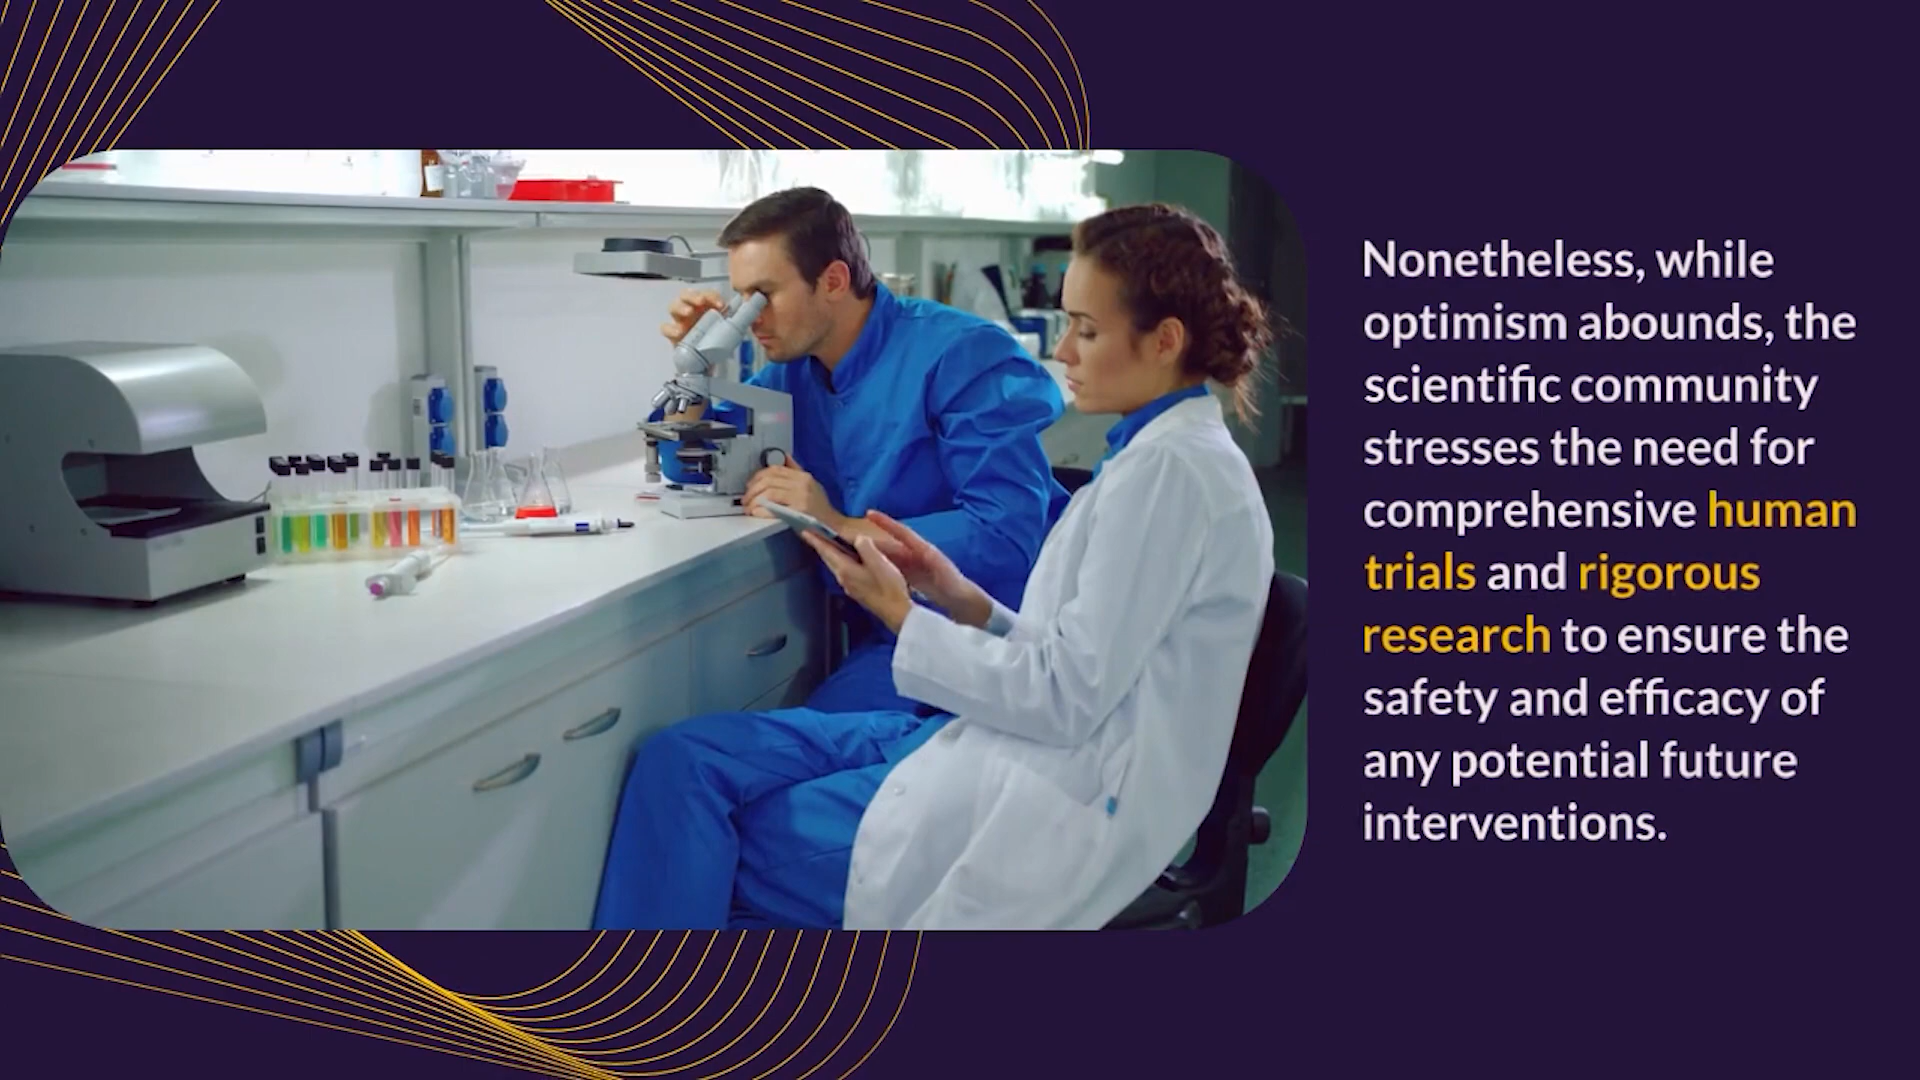 Nonetheless, while
optimism abounds, the
scientific community
stresses the need for
comprehensive human
trials and rigorous
research to ensure the
safety and efficacy of
any potential future
interventions.